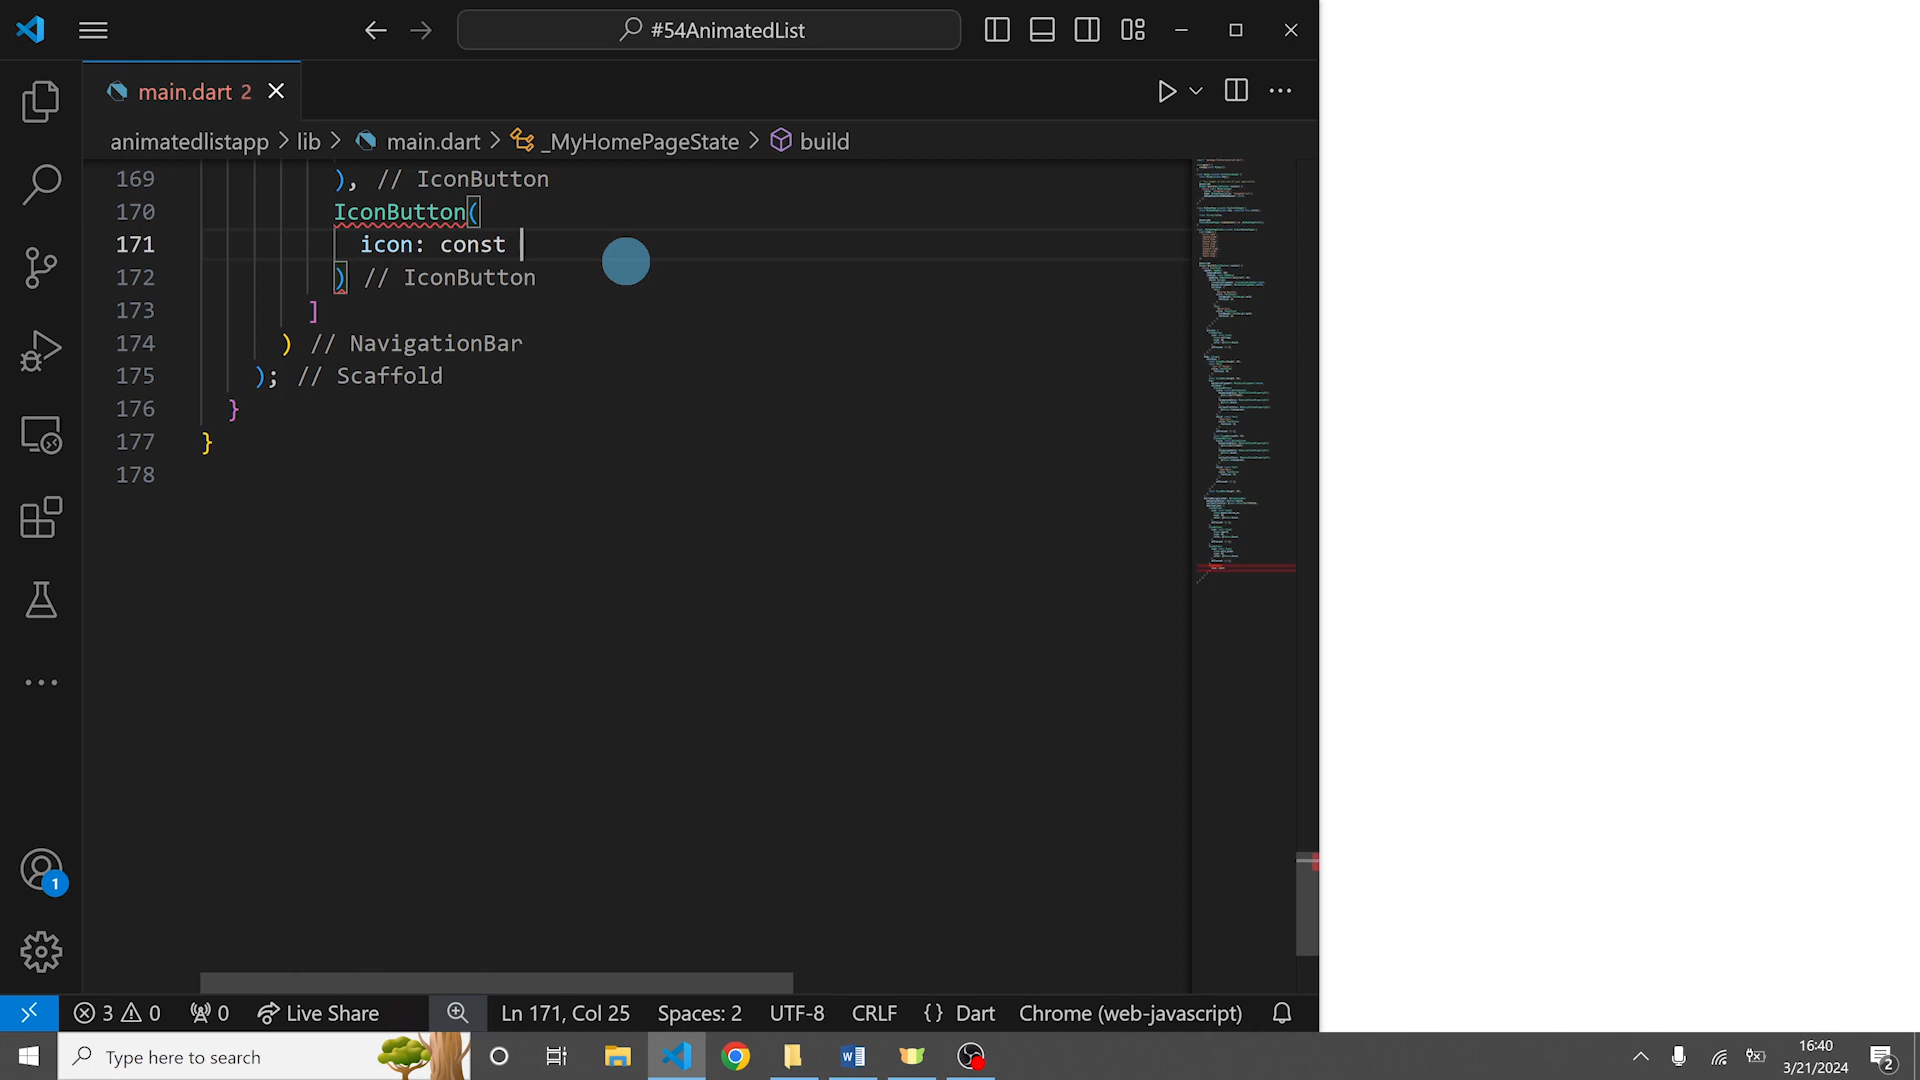 #54AnimatedList
main.dart 2
animatedlistapp > lib > main.dart > _MyHomePageState > build
169 ), // IconButton
170 IconButton(
171 icon: const
172 ) // IconButton
173 ]
174 ) // NavigationBar
175 ); // Scaffold
176 }
177 }
178
1
3 0 0 Live Share Ln 171, Col 25 Spaces: 2 UTF-8 CRLF {} Dart Chrome (web-javascript)
Type here to search
16:40
3/21/2024
2